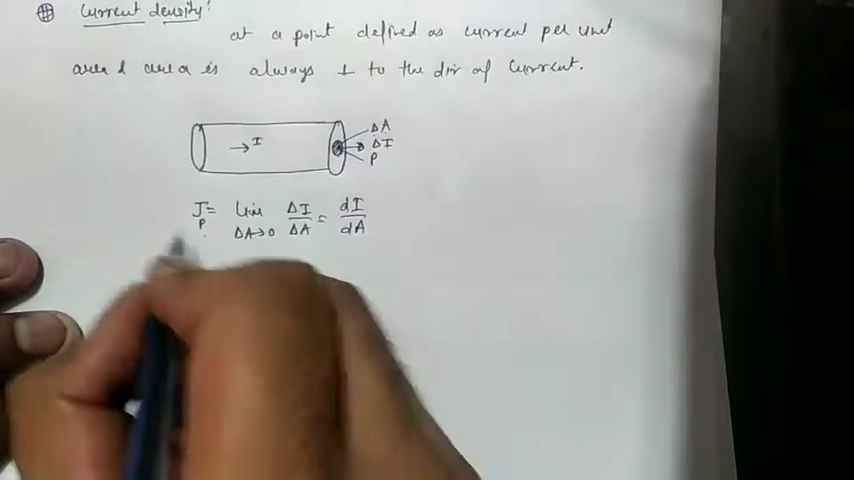 ⊕ Current density:
at a point defined as current per unit
area & area is always ⊥ to the dir of Current.
→ I
ΔA
ΔI
P
J_P = lim ΔA→0 ΔI/ΔA = dI/dA